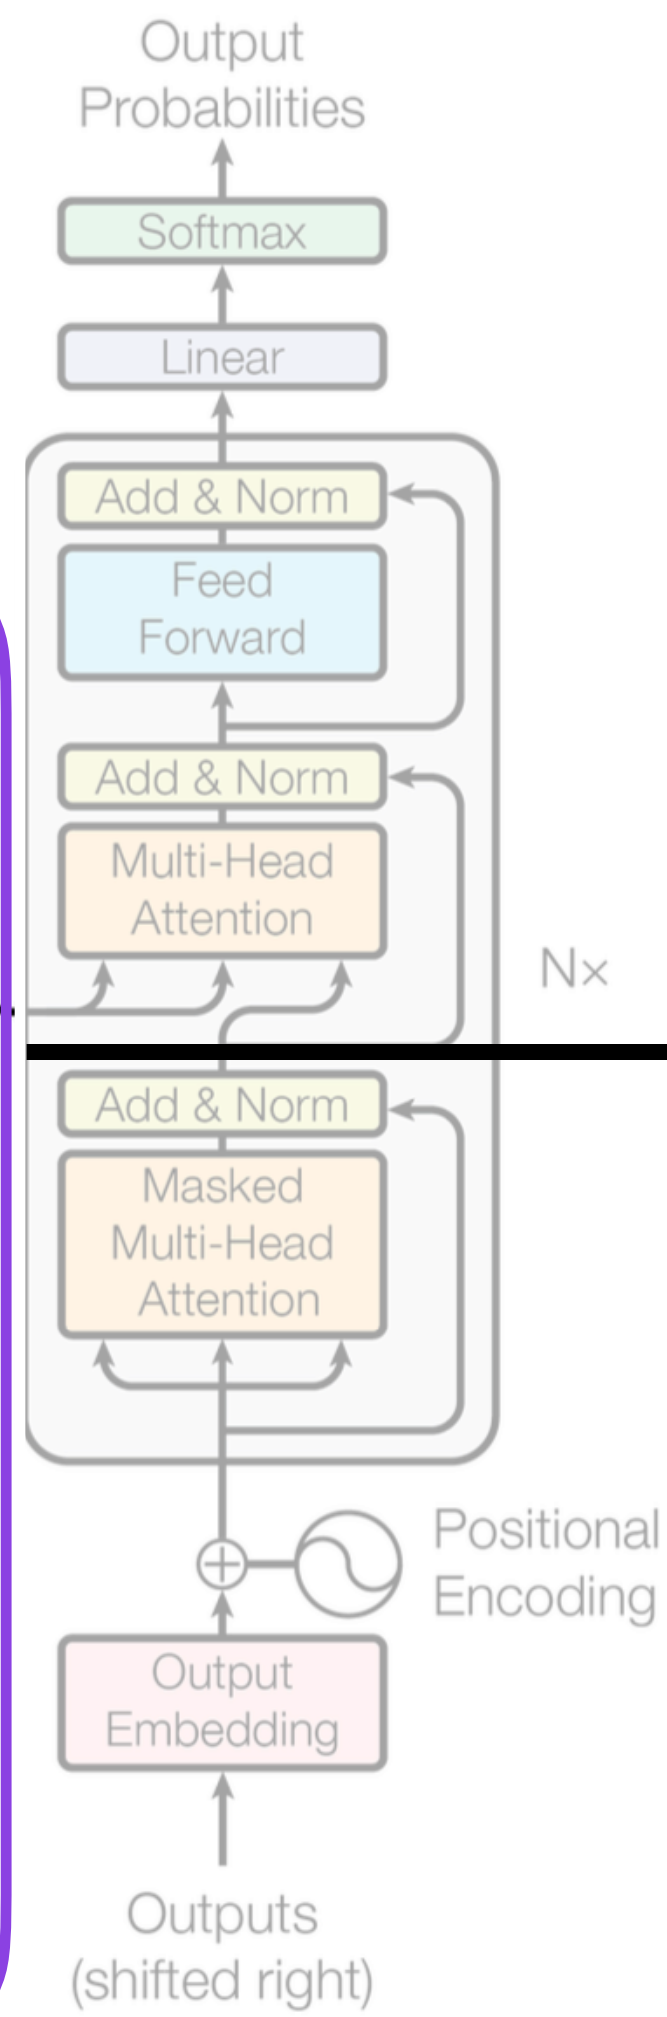 Output
Probabilities
Softmax
Linear
Add & Norm
Feed
Forward
Add & Norm
Multi-Head
Attention
N×
Add & Norm
Masked
Multi-Head
Attention
Positional
Encoding
Output
Embedding
Outputs
(shifted right)